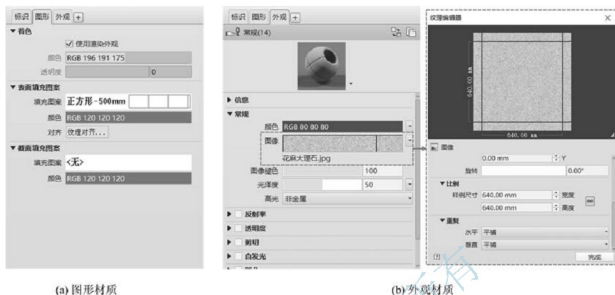 标识 图形 外观 +
▼ 着色
使用渲染外观
颜色 RGB 196 191 175
透明度 0
▼ 表面填充图案
填充图案 正方形-500mm
颜色 RGB 120 120 120
对齐 纹理对齐...
▼ 截面填充图案
填充图案 <无>
颜色 RGB 120 120 120
(a) 图形材质
标识 图形 外观 +
常规(14)
▶ 信息
▼ 常规
颜色 RGB 80 80 80
图像
花麻大理石.jpg
图像褪色 100
光泽度 50
高光 非金属
▶ 反射率
▶ 透明度
▶ 剪切
▶ 自发光
(b) 外观材质
纹理编辑器
640.00 mm
640.00 mm
图像
0.00 mm Y
旋转 0.00°
▼比例
样例尺寸 640.00 mm 宽度
640.00 mm 高度
▼重复
水平 平铺
垂直 平铺
完成